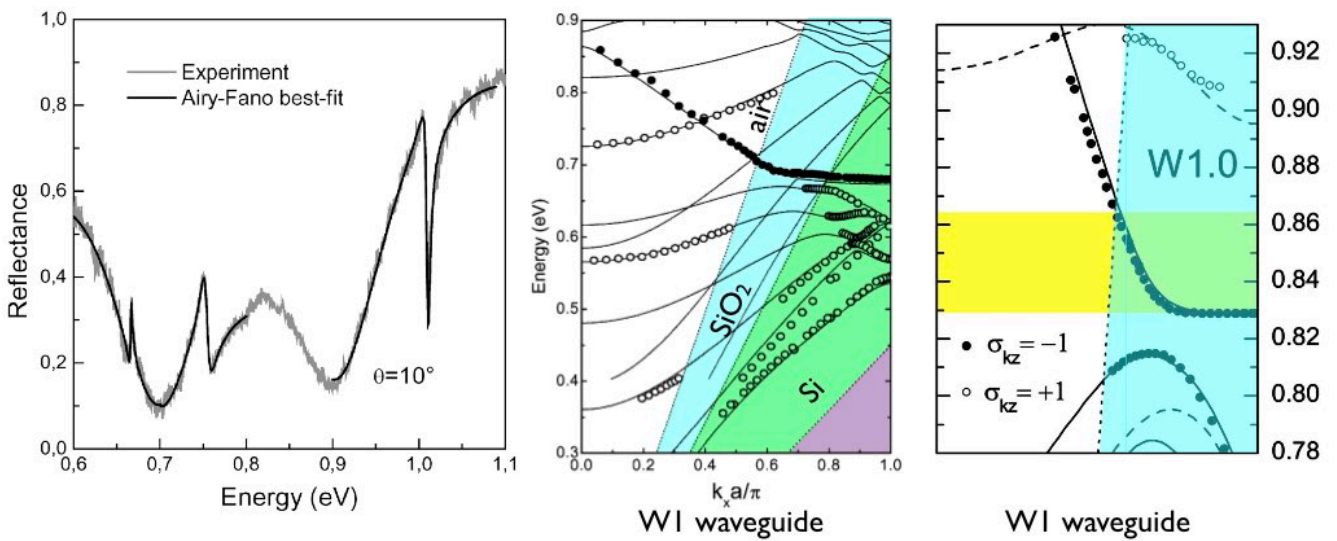 Reflectance
1,0
0,8
0,6
0,4
0,2
0,0
0,6
0,7
0,8
0,9
1,0
1,1
Energy (eV)
Experiment
Airy-Fano best-fit
θ=10°
Energy (eV)
0.9
0.8
0.7
0.6
0.5
0.4
0.3
0.0
0.2
0.4
0.6
0.8
1.0
kₓa/π
air
SiO₂
Si
W1 waveguide
W1.0
σkz= −1
σkz= +1
0.92
0.90
0.88
0.86
0.84
0.82
0.80
0.78
W1 waveguide